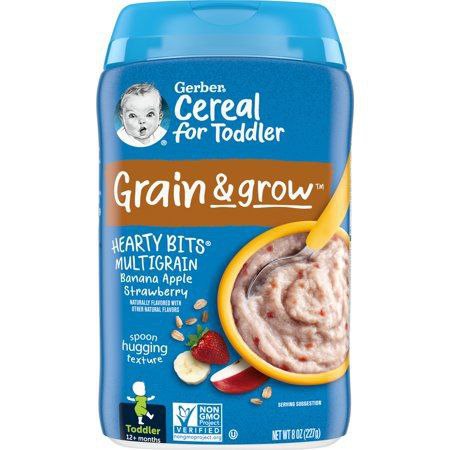 Gerber®
Cereal
for Toddler
Grain & grow™
HEARTY BITS®
MULTIGRAIN
Banana Apple
Strawberry
NATURALLY FLAVORED WITH
OTHER NATURAL FLAVORS
spoon
hugging
texture
SERVING SUGGESTION
Toddler
12+ months
NON
GMO
Project
VERIFIED
nongmoproject.org
U
NET WT 8 OZ (227g)